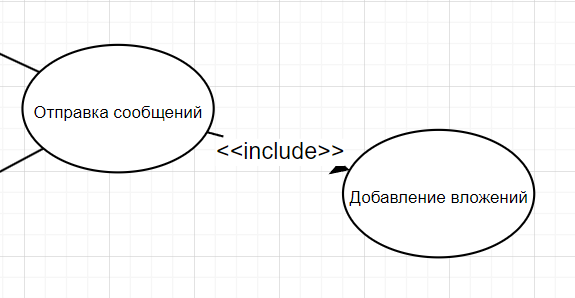 Отправка сообщений
<<include>>
Добавление вложений